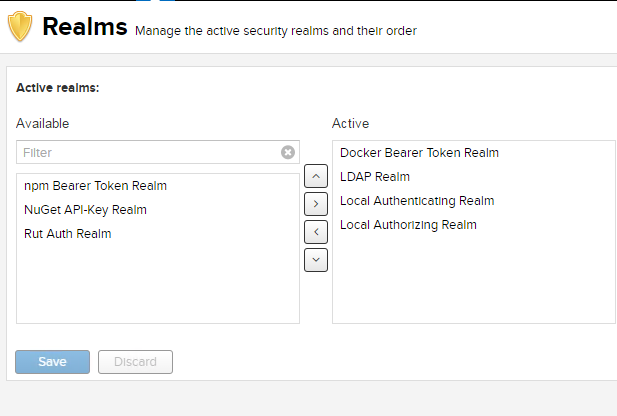 Realms Manage the active security realms and their order
Active realms:
Available
Active
Filter
npm Bearer Token Realm
NuGet API-Key Realm
Rut Auth Realm
Docker Bearer Token Realm
LDAP Realm
Local Authenticating Realm
Local Authorizing Realm
Save
Discard